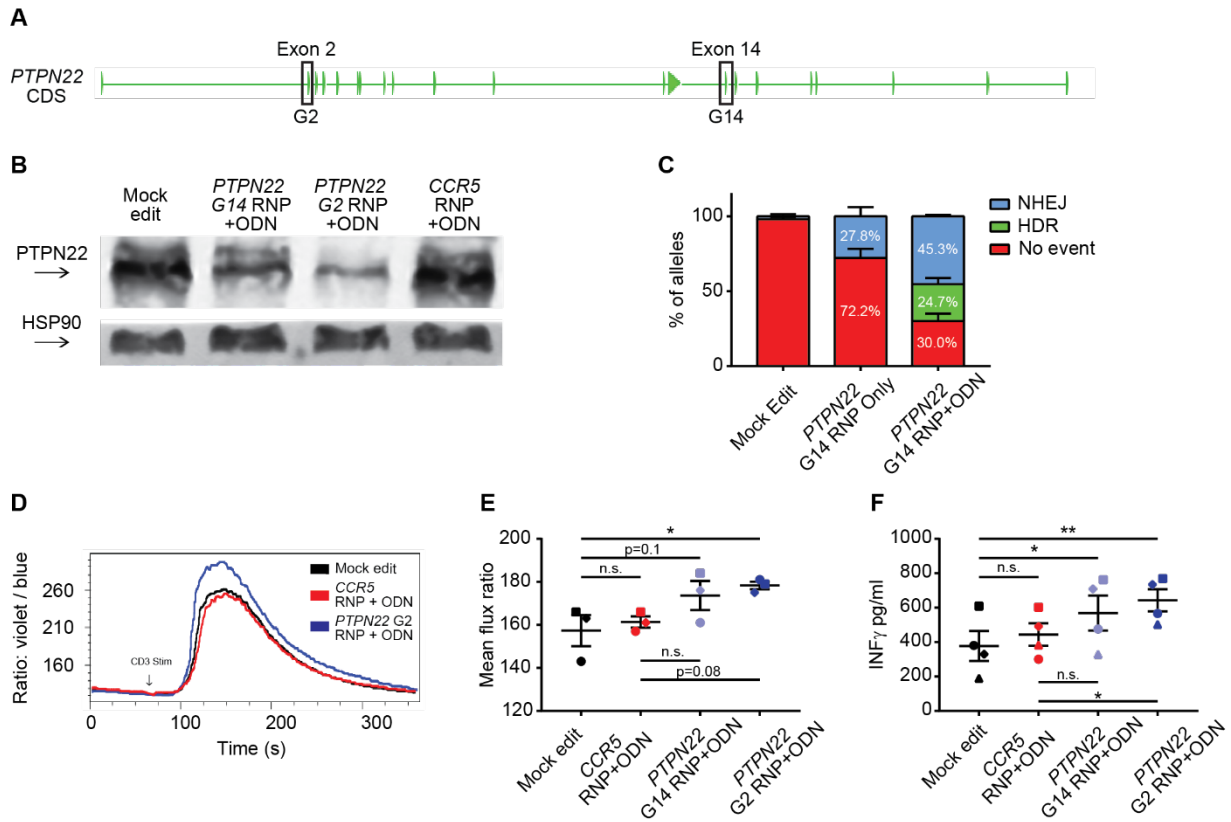 A
Exon 2
Exon 14
PTPN22
CDS
G2
G14
B
Mock
edit
PTPN22
G14 RNP
+ODN
PTPN22
G2 RNP
+ODN
CCR5
RNP
+ODN
PTPN22
HSP90
C
% of alleles
100
50
0
27.8%
72.2%
45.3%
24.7%
30.0%
NHEJ
HDR
No event
Mock Edit
PTPN22
G14 RNP Only
PTPN22
G14 RNP+ODN
D
Ratio: violet / blue
260
210
160
CD3 Stim
Mock edit
CCR5
RNP + ODN
PTPN22 G2
RNP + ODN
0
100
200
300
Time (s)
E
Mean flux ratio
200
180
160
140
120
*
p=0.1
n.s.
n.s.
p=0.08
Mock edit
CCR5
RNP+ODN
PTPN22
G14 RNP+ODN
PTPN22
G2 RNP+ODN
F
INFγ pg/ml
1000
800
600
400
200
0
**
*
n.s.
n.s.
*
Mock edit
CCR5
RNP+ODN
PTPN22
G14 RNP+ODN
PTPN22
G2 RNP+ODN